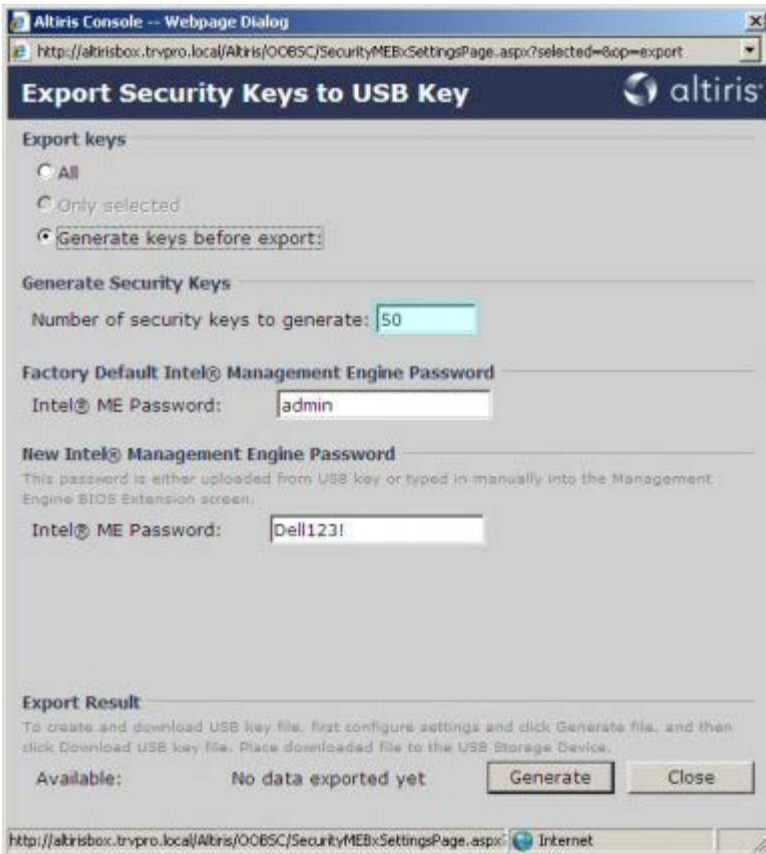 Altiris Console -- Webpage Dialog
http://altirisbox.trvpro.local/Altiris/OOBSC/SecurityMEBxSettingsPage.aspx?selected=&op=export
Export Security Keys to USB Key
altiris
Export keys
All
Only selected
Generate keys before export:
Generate Security Keys
Number of security keys to generate: 50
Factory Default Intel® Management Engine Password
Intel® ME Password: admin
New Intel® Management Engine Password
This password is either uploaded from USB key or typed in manually into the Management
Engine BIOS Extension screen.
Intel® ME Password: Dell123!
Export Result
To create and download USB key file, first configure settings and click Generate file, and then
click Download USB key file. Place downloaded file to the USB Storage Device.
Available: No data exported yet Generate Close
http://altirisbox.trvpro.local/Altiris/OOBSC/SecurityMEBxSettingsPage.aspx Internet